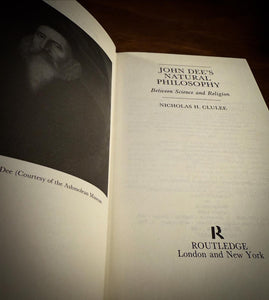 Dee (Courtesy of the Ashmolean Museum
JOHN DEE'S
NATURAL
PHILOSOPHY
Between Science and Religion
NICHOLAS H. CLULEE
R
ROUTLEDGE
London and New York